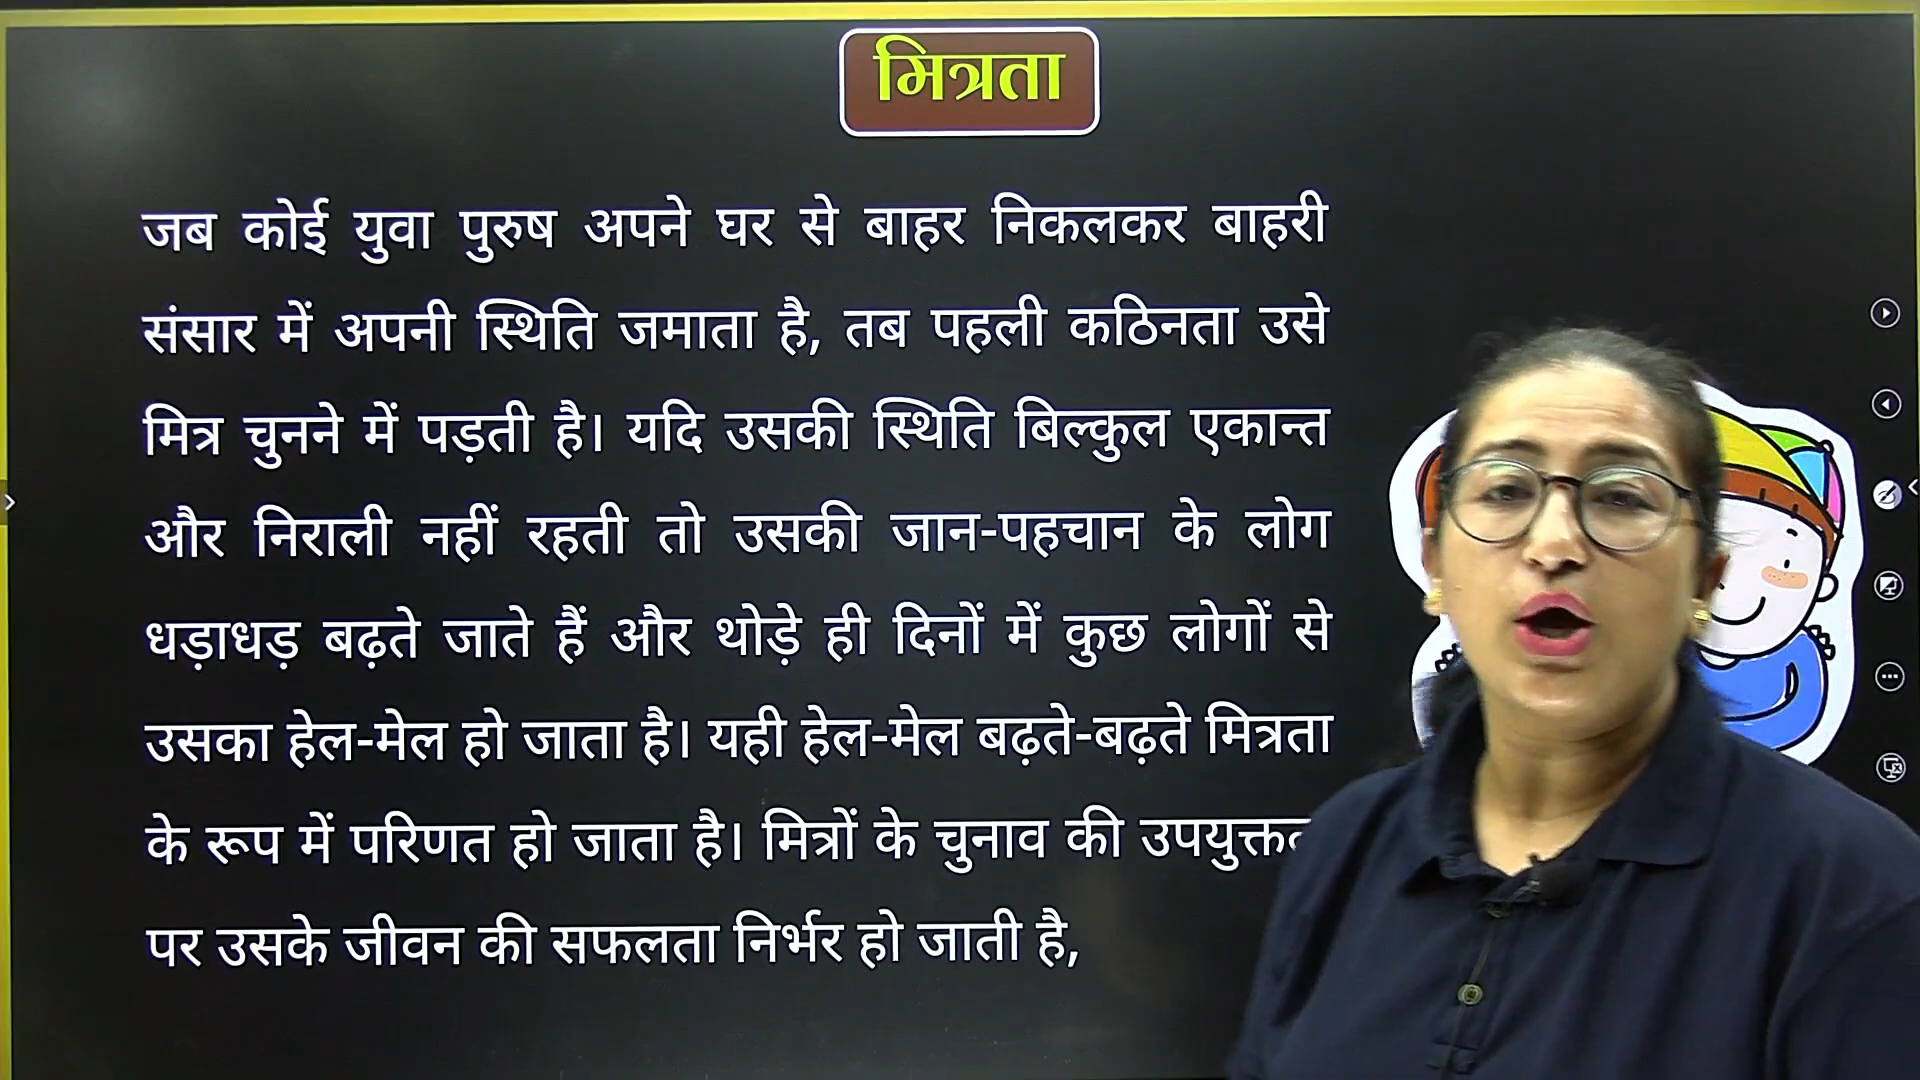 मित्रता
जब कोई युवा पुरुष अपने घर से बाहर निकलकर बाहरी
संसार में अपनी स्थिति जमाता है, तब पहली कठिनता उसे
मित्र चुनने में पड़ती है। यदि उसकी स्थिति बिल्कुल एकान्त
और निराली नहीं रहती तो उसकी जान-पहचान के लोग
धड़ाधड़ बढ़ते जाते हैं और थोड़े ही दिनों में कुछ लोगों से
उसका हेल-मेल हो जाता है। यही हेल-मेल बढ़ते-बढ़ते मित्रता
के रूप में परिणत हो जाता है। मित्रों के चुनाव की
पर उसके जीवन की सफलता निर्भर हो जाती है,